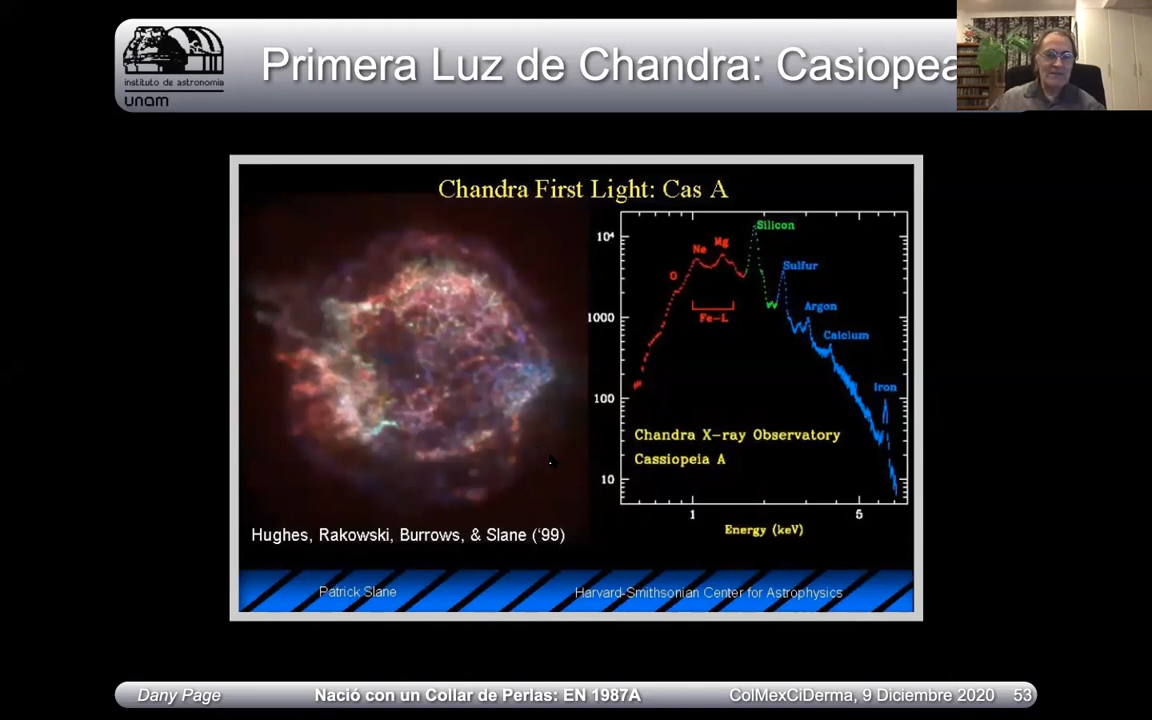 instituto de astronomía
unam
Primera Luz de Chandra: Casiopea
Chandra First Light: Cas A
Silicon
10⁴
Ne
Mg
O
Sulfur
Fe-L
Argon
1000
Calcium
Iron
100
Chandra X-ray Observatory
Cassiopeia A
10
1
5
Energy (keV)
Hughes, Rakowski, Burrows, & Slane (‘99)
Patrick Slane
Harvard-Smithsonian Center for Astrophysics
Dany Page
Nació con un Collar de Perlas: EN 1987A
ColMexCiDerma, 9 Diciembre 2020
53